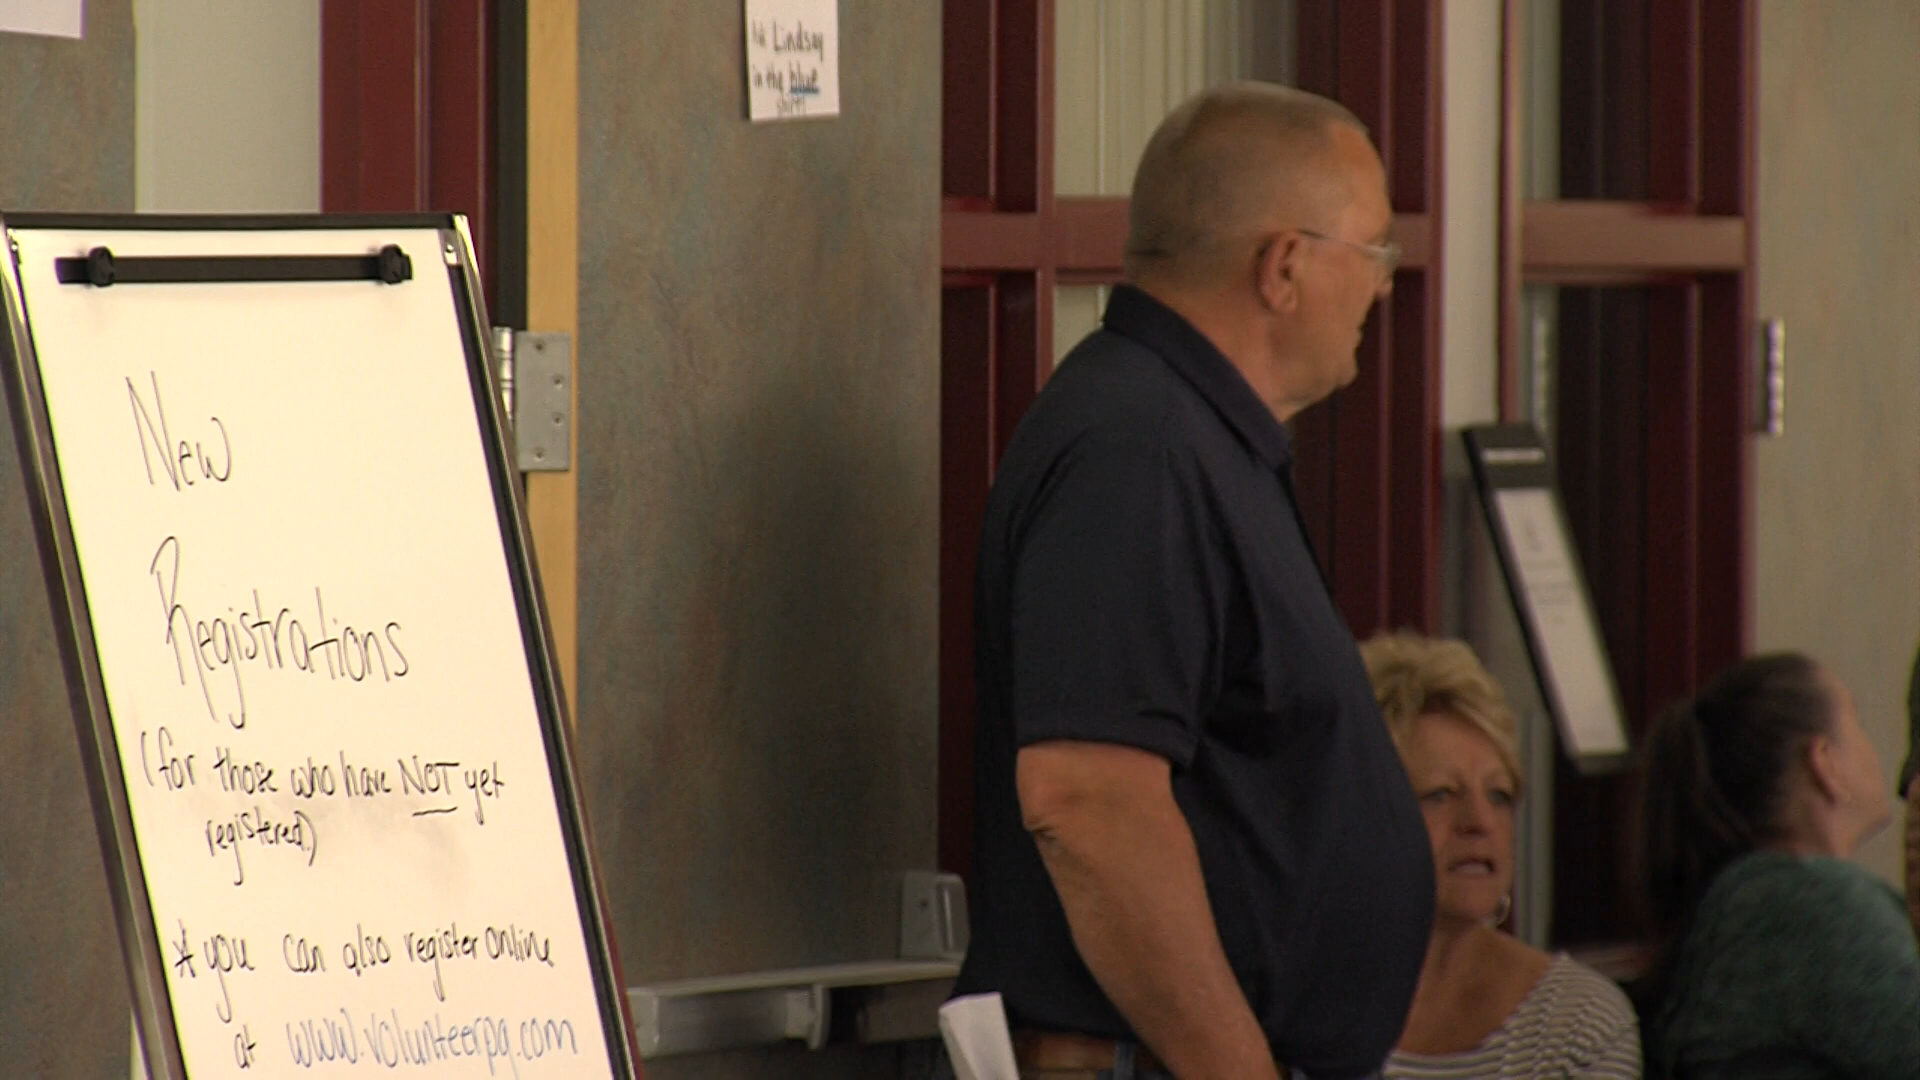 New
Registrations
(for those who have NOT yet
registered)
* you can also register online
at www.volunteerpa.com
Lindsay
in the blue
shirt!